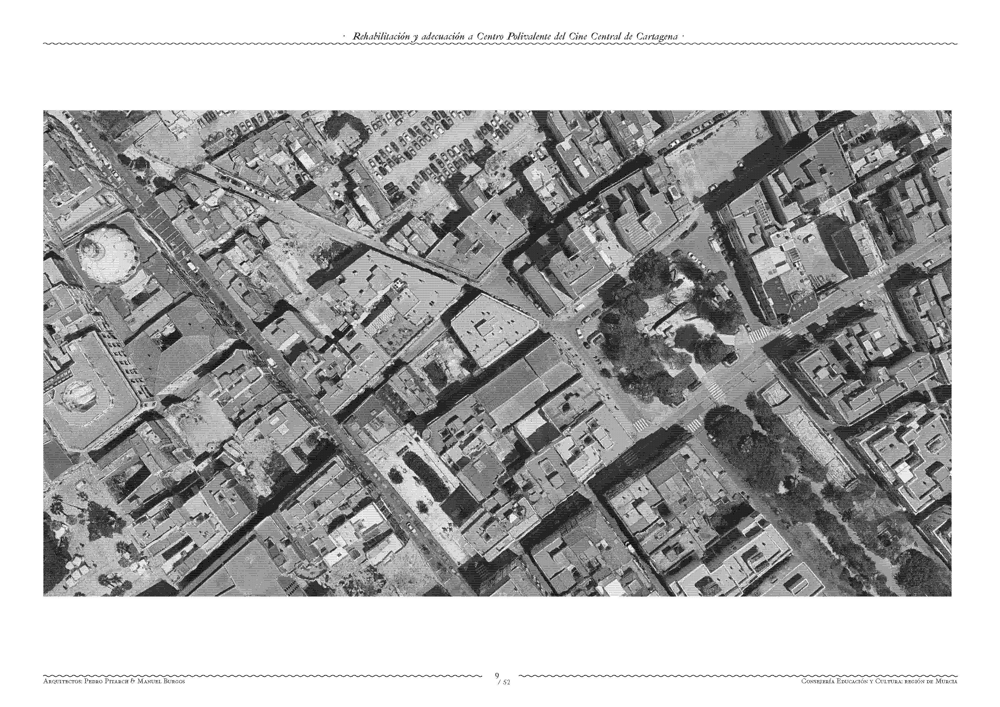 · Rehabilitación y adecuación a Centro Polivalente del Cine Central de Cartagena ·
Arquitectos: Pedro Pitarch & Manuel Burgos
9
/ 52
Consejería Educación y Cultura: región de Murcia